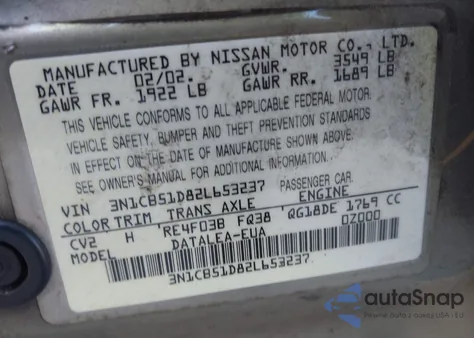 MANUFACTURED BY NISSAN MOTOR CO., LTD.
DATE 02/02. GVWR. 3549 LB
GAWR FR. 1922 LB GAWR RR. 1689 LB
THIS VEHICLE CONFORMS TO ALL APPLICABLE FEDERAL MOTOR
VEHICLE SAFETY, BUMPER AND THEFT PREVENTION STANDARDS
IN EFFECT ON THE DATE OF MANUFACTURE SHOWN ABOVE.
SEE OWNER'S MANUAL FOR ADDITIONAL INFORMATION.
VIN 3N1CB51D82L653237 PASSENGER CAR.
COLOR TRIM TRANS AXLE ENGINE
CV2 H RE4F03B FQ38 QG18DE 1769 CC
MODEL DATALEA-EUA 0Z000
3N1CB51D82L653237
autoSnap